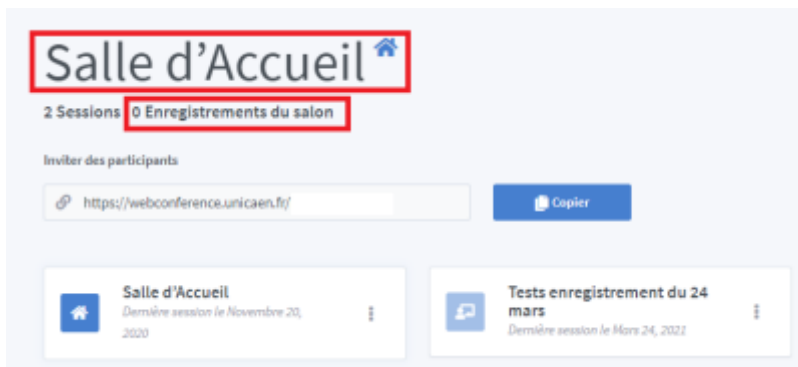 Salle d'Accueil
2 Sessions 0 Enregistrements du salon
Inviter des participants
https://webconference.unicaen.fr/
Copier
Salle d'Accueil
Dernière session le Novembre 20,
2020
Tests enregistrement du 24
mars
Dernière session le Mars 24, 2021